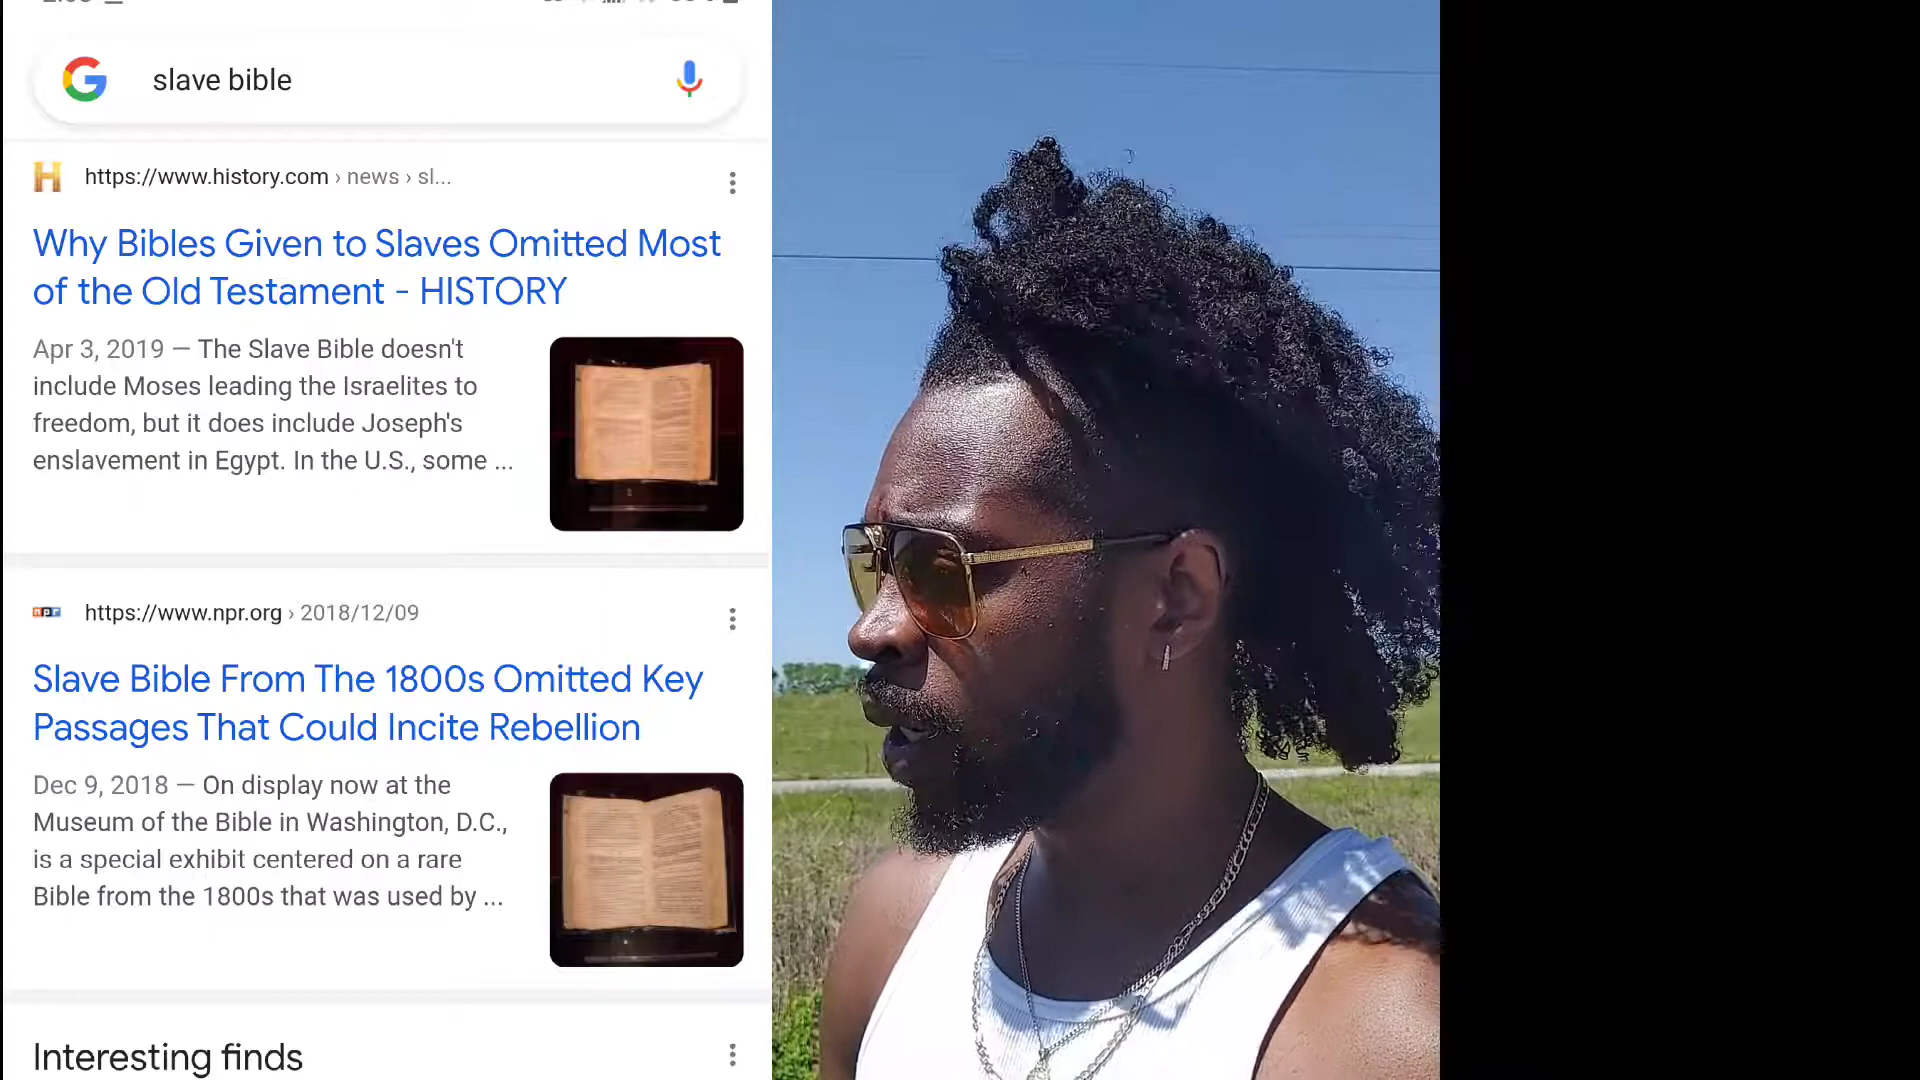 slave bible
https://www.history.com › news › sl...
Why Bibles Given to Slaves Omitted Most
of the Old Testament - HISTORY
Apr 3, 2019 — The Slave Bible doesn't
include Moses leading the Israelites to
freedom, but it does include Joseph's
enslavement in Egypt. In the U.S., some ...
npr
https://www.npr.org › 2018/12/09
Slave Bible From The 1800s Omitted Key
Passages That Could Incite Rebellion
Dec 9, 2018 — On display now at the
Museum of the Bible in Washington, D.C.,
is a special exhibit centered on a rare
Bible from the 1800s that was used by ...
Interesting finds